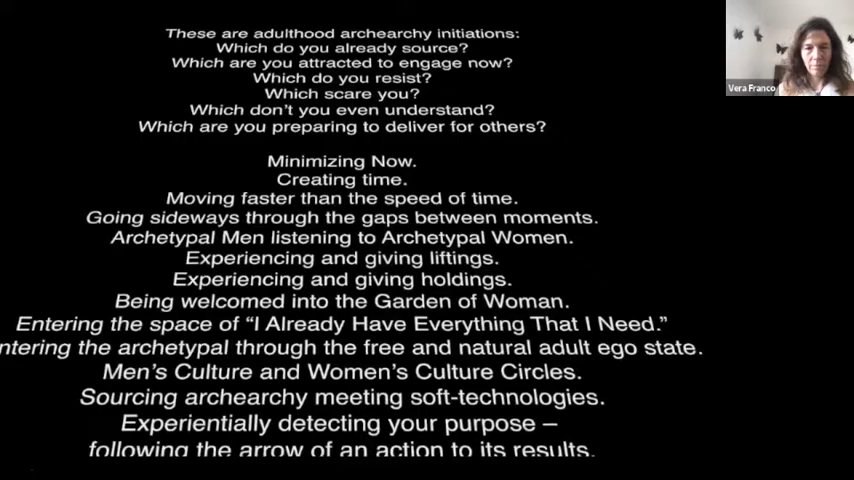 These are adulthood archearchy initiations:
Which do you already source?
Which are you attracted to engage now?
Which do you resist?
Which scare you?
Which don't you even understand?
Which are you preparing to deliver for others?
Minimizing Now.
Creating time.
Moving faster than the speed of time.
Going sideways through the gaps between moments.
Archetypal Men listening to Archetypal Women.
Experiencing and giving liftings.
Experiencing and giving holdings.
Being welcomed into the Garden of Woman.
Entering the space of “I Already Have Everything That I Need.”
ntering the archetypal through the free and natural adult ego state.
Men's Culture and Women's Culture Circles.
Sourcing archearchy meeting soft-technologies.
Experientially detecting your purpose –
following the arrow of an action to its results.
Vera Franco